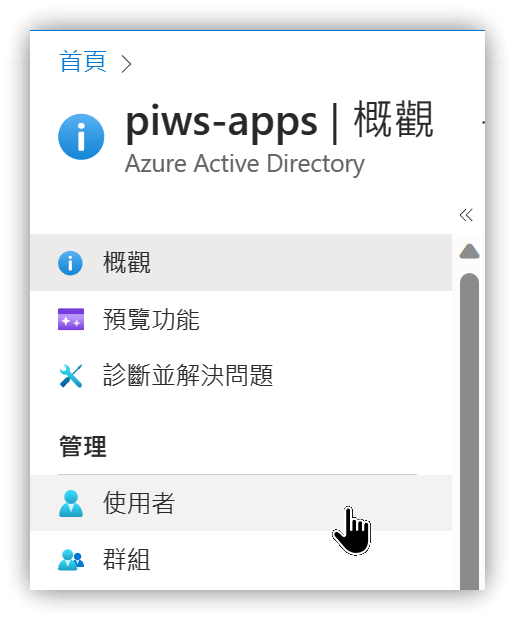 首頁
piws-apps | 概觀
Azure Active Directory
概觀
預覽功能
診斷並解決問題
管理
使用者
群組